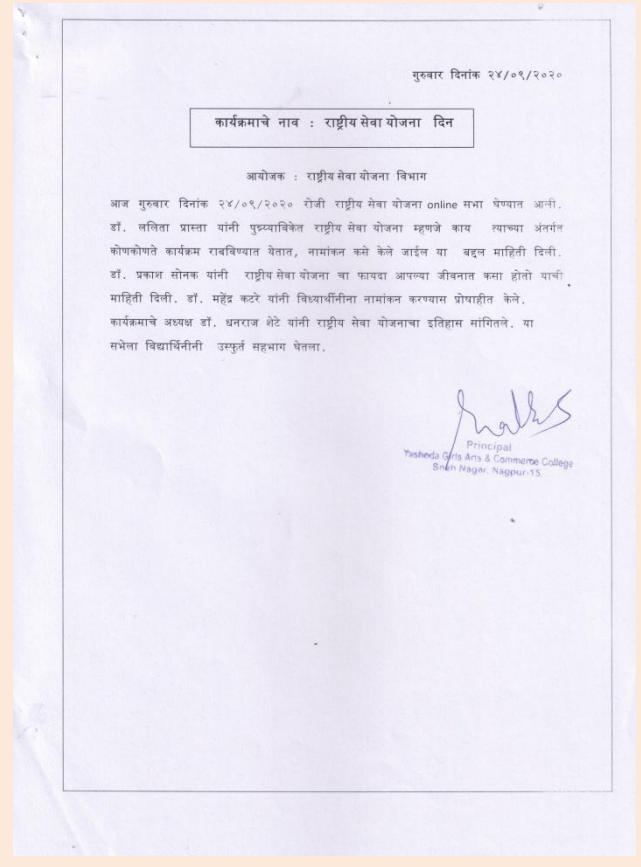 गुरुवार दिनांक २४/०९/२०२०
कार्यक्रमाचे नाव : राष्ट्रीय सेवा योजना दिन
आयोजक : राष्ट्रीय सेवा योजना विभाग
आज गुरुवार दिनांक २४/०९/२०२० रोजी राष्ट्रीय सेवा योजना online सभा घेण्यात आली.
डॉ. ललिता प्रास्ता यांनी राष्ट्रीय सेवा योजना म्हणजे काय त्याच्या अंतर्गत
कोणकोणते कार्यक्रम राबविण्यात येतात, नामांकन कसे केले जाईल या बद्दल माहिती दिली.
डॉ. प्रकाश सोनक यांनी राष्ट्रीय सेवा योजना चा फायदा आपल्या जीवनात कसा होतो याची
माहिती दिली. डॉ. महेंद्र कटरे यांनी विध्यार्थीनीना नामांकन करण्यास प्रोषाहीत केले.
कार्यक्रमाचे अध्यक्ष डॉ. धनराज शेटे यांनी राष्ट्रीय सेवा योजनाचा इतिहास सांगितले. या
सभेला विद्यार्थिनीनी उस्फुर्त सहभाग घेतला.
Principal
Yashoda Girls Arts & Commerce College
Sneh Nagar, Nagpur-15.